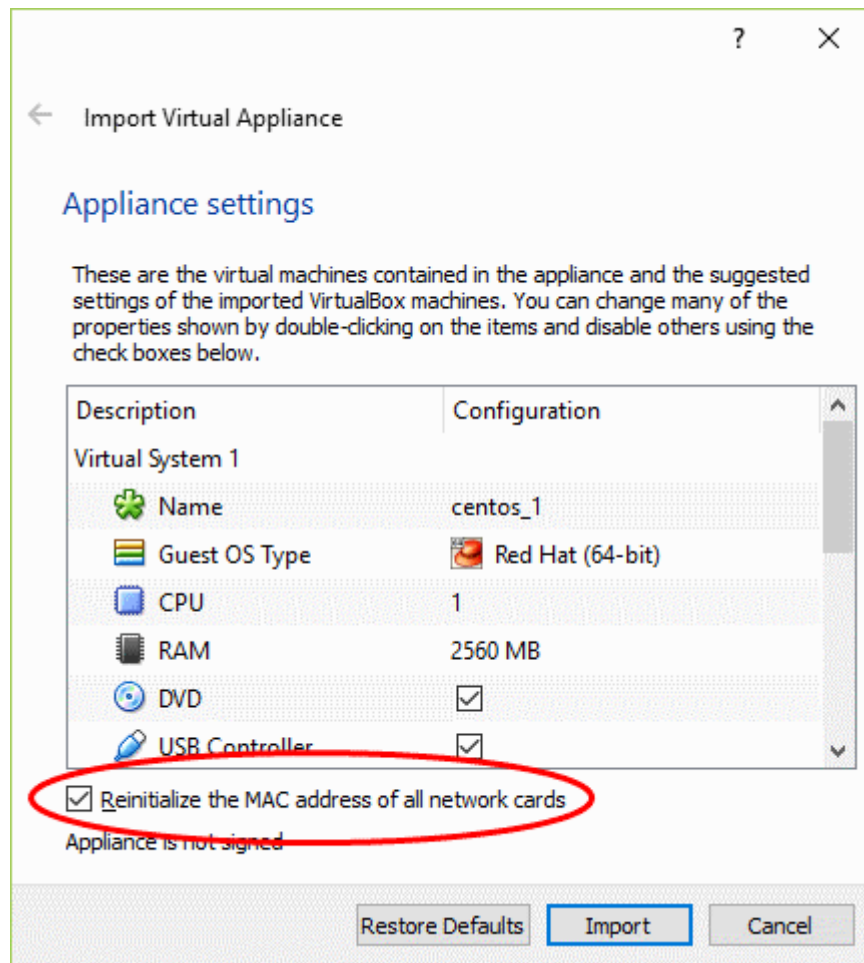 ?
Import Virtual Appliance
Appliance settings
These are the virtual machines contained in the appliance and the suggested
settings of the imported VirtualBox machines. You can change many of the
properties shown by double-clicking on the items and disable others using the
check boxes below.
Description Configuration
Virtual System 1
Name centos_1
Guest OS Type Red Hat (64-bit)
CPU 1
RAM 2560 MB
DVD
USB Controller
Reinitialize the MAC address of all network cards
Appliance is not signed
Restore Defaults Import Cancel